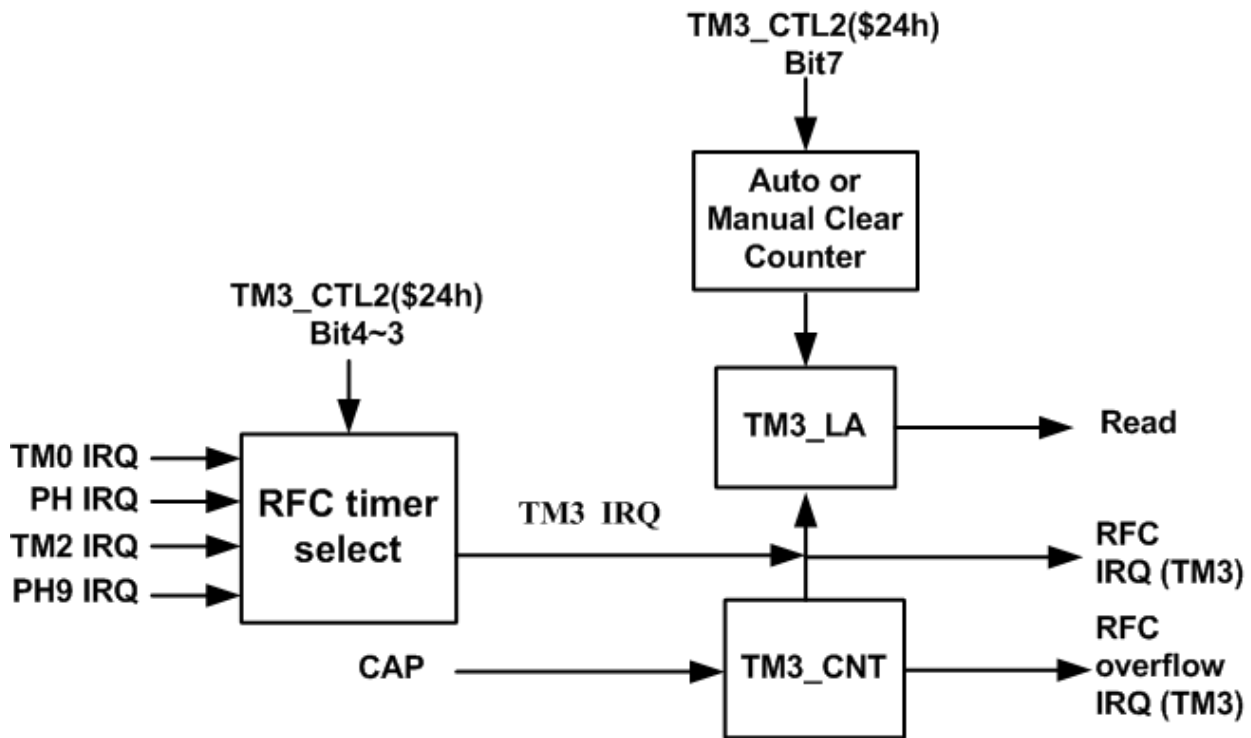 TM3_CTL2($24h)
Bit7
Auto or
Manual Clear
Counter
TM3_CTL2($24h)
Bit4~3
TM3_LA
Read
TM0 IRQ
PH IRQ
TM2 IRQ
PH9 IRQ
RFC timer
select
TM3 IRQ
RFC
IRQ (TM3)
CAP
TM3_CNT
RFC
overflow
IRQ (TM3)